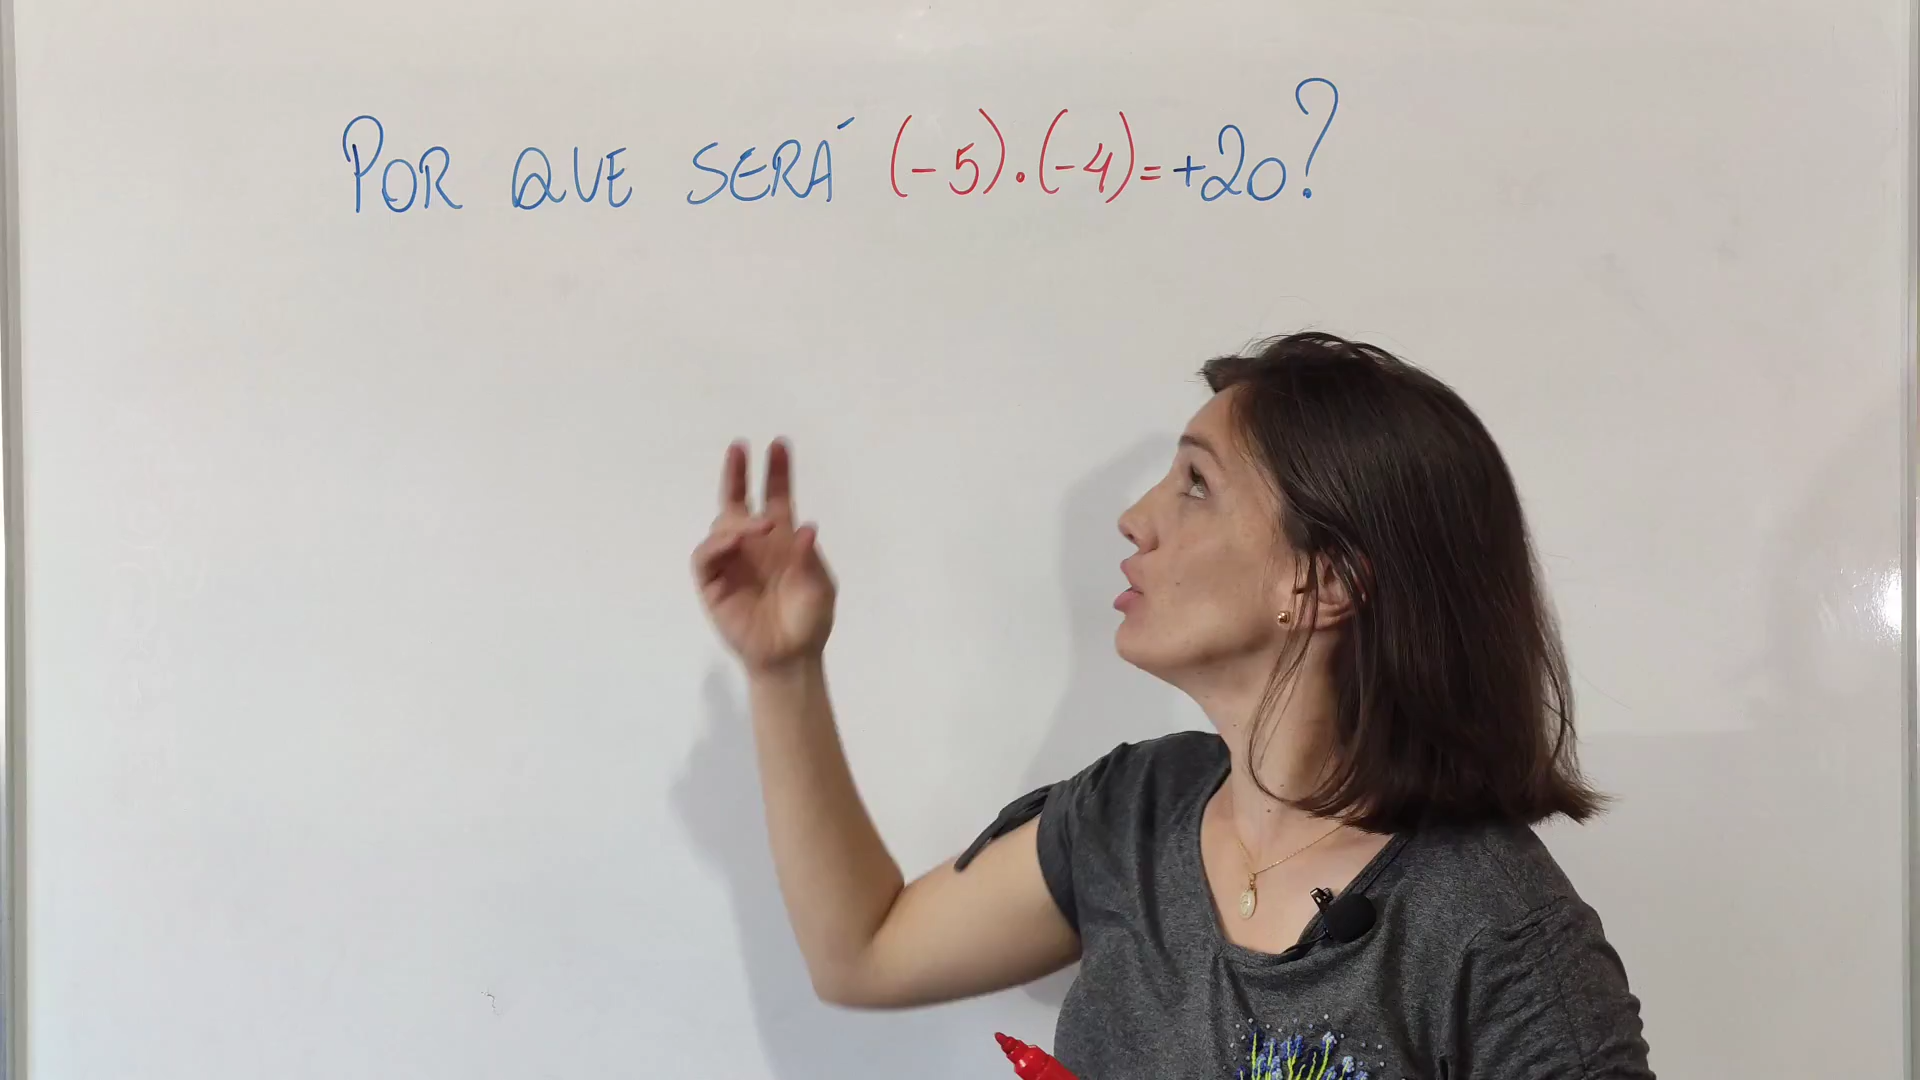 POR QUE SERÁ (-5).(-4)=+20?